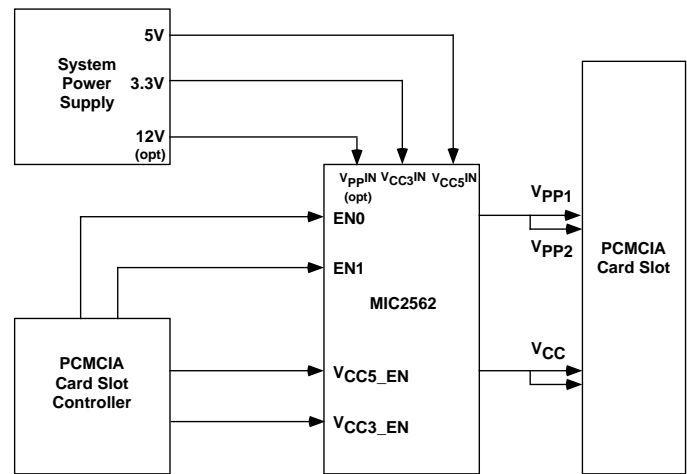 System
Power
Supply
5V
3.3V
12V
(opt)
VPPIN
(opt)
VCC3IN
VCC5IN
EN0
EN1
MIC2562
VCC5_EN
VCC3_EN
PCMCIA
Card Slot
Controller
VPP1
VPP2
VCC
PCMCIA
Card Slot